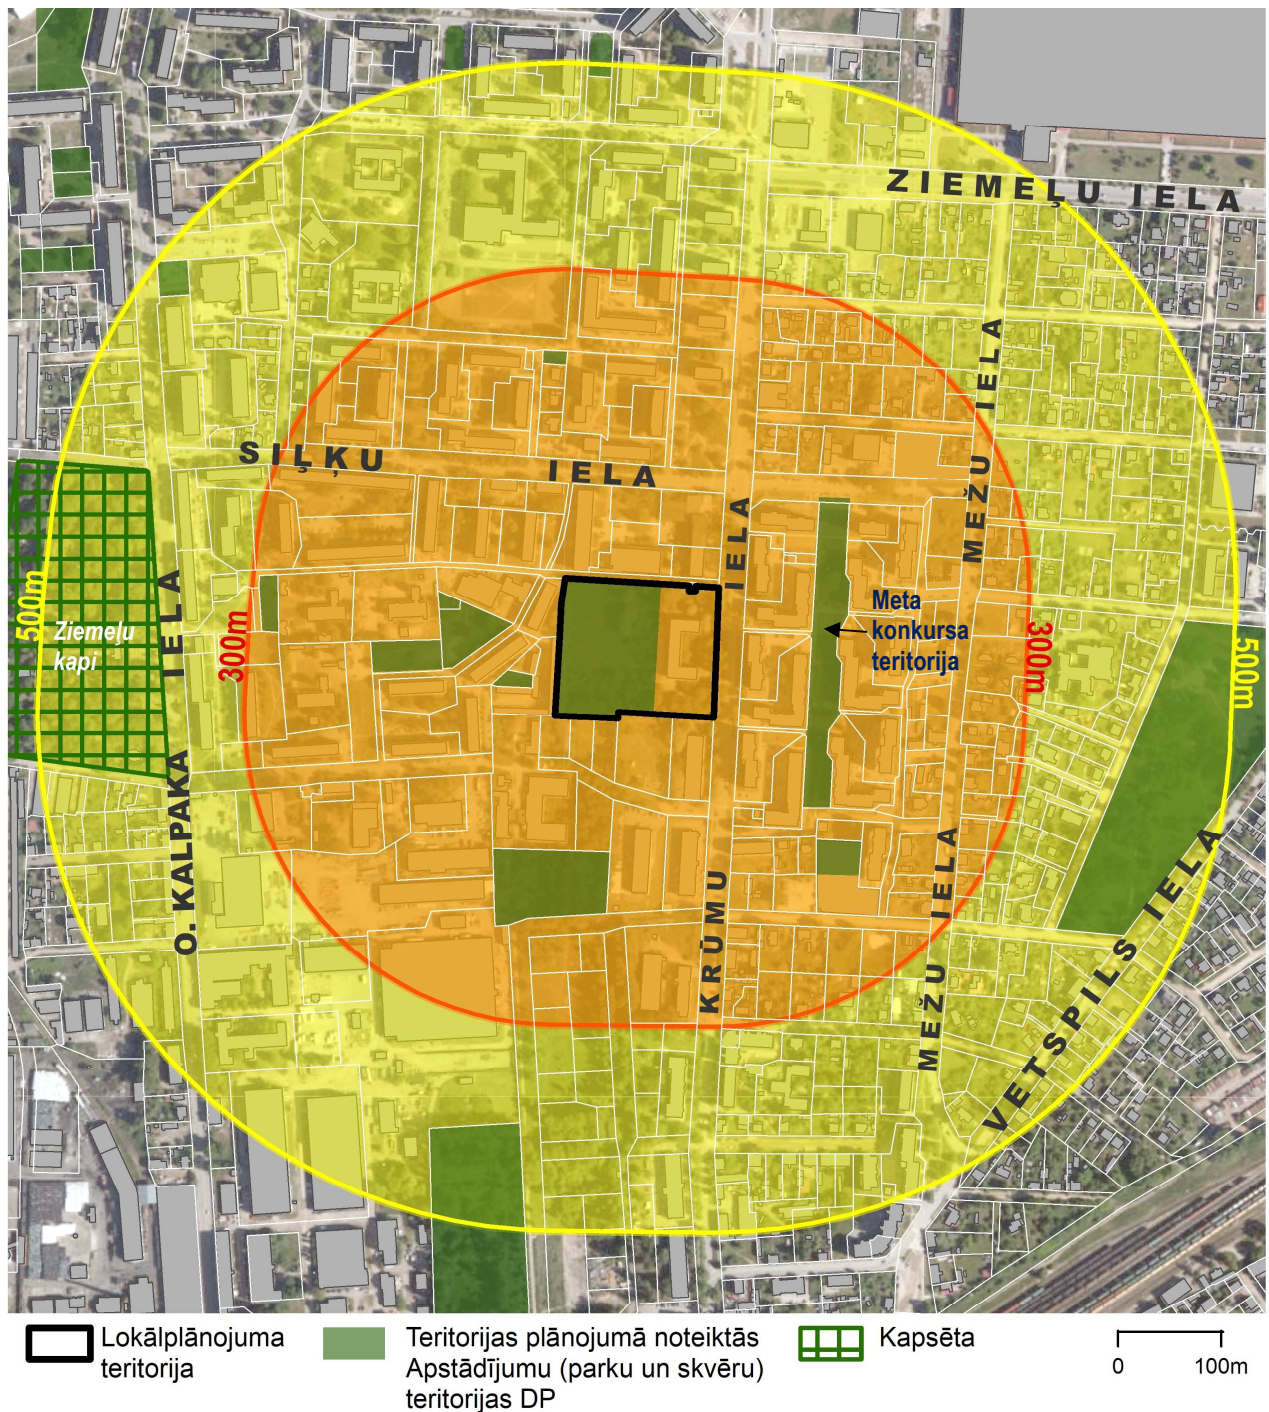 ZIEMEĻU IELA
MEŽU IELA
SIĻĶU IELA
MEŽU IELA
KRŪMU IELA
O. KALPAKA IELA
500m
Ziemeļu
kapi
300m
Meta
konkursa
teritorija
300m
500m
VETSPILS IELA
MEŽU
Lokālplānojuma
teritorija
Teritorijas plānojumā noteiktās
Apstādījumu (parku un skvēru)
teritorijas DP
Kapsēta
0 100m